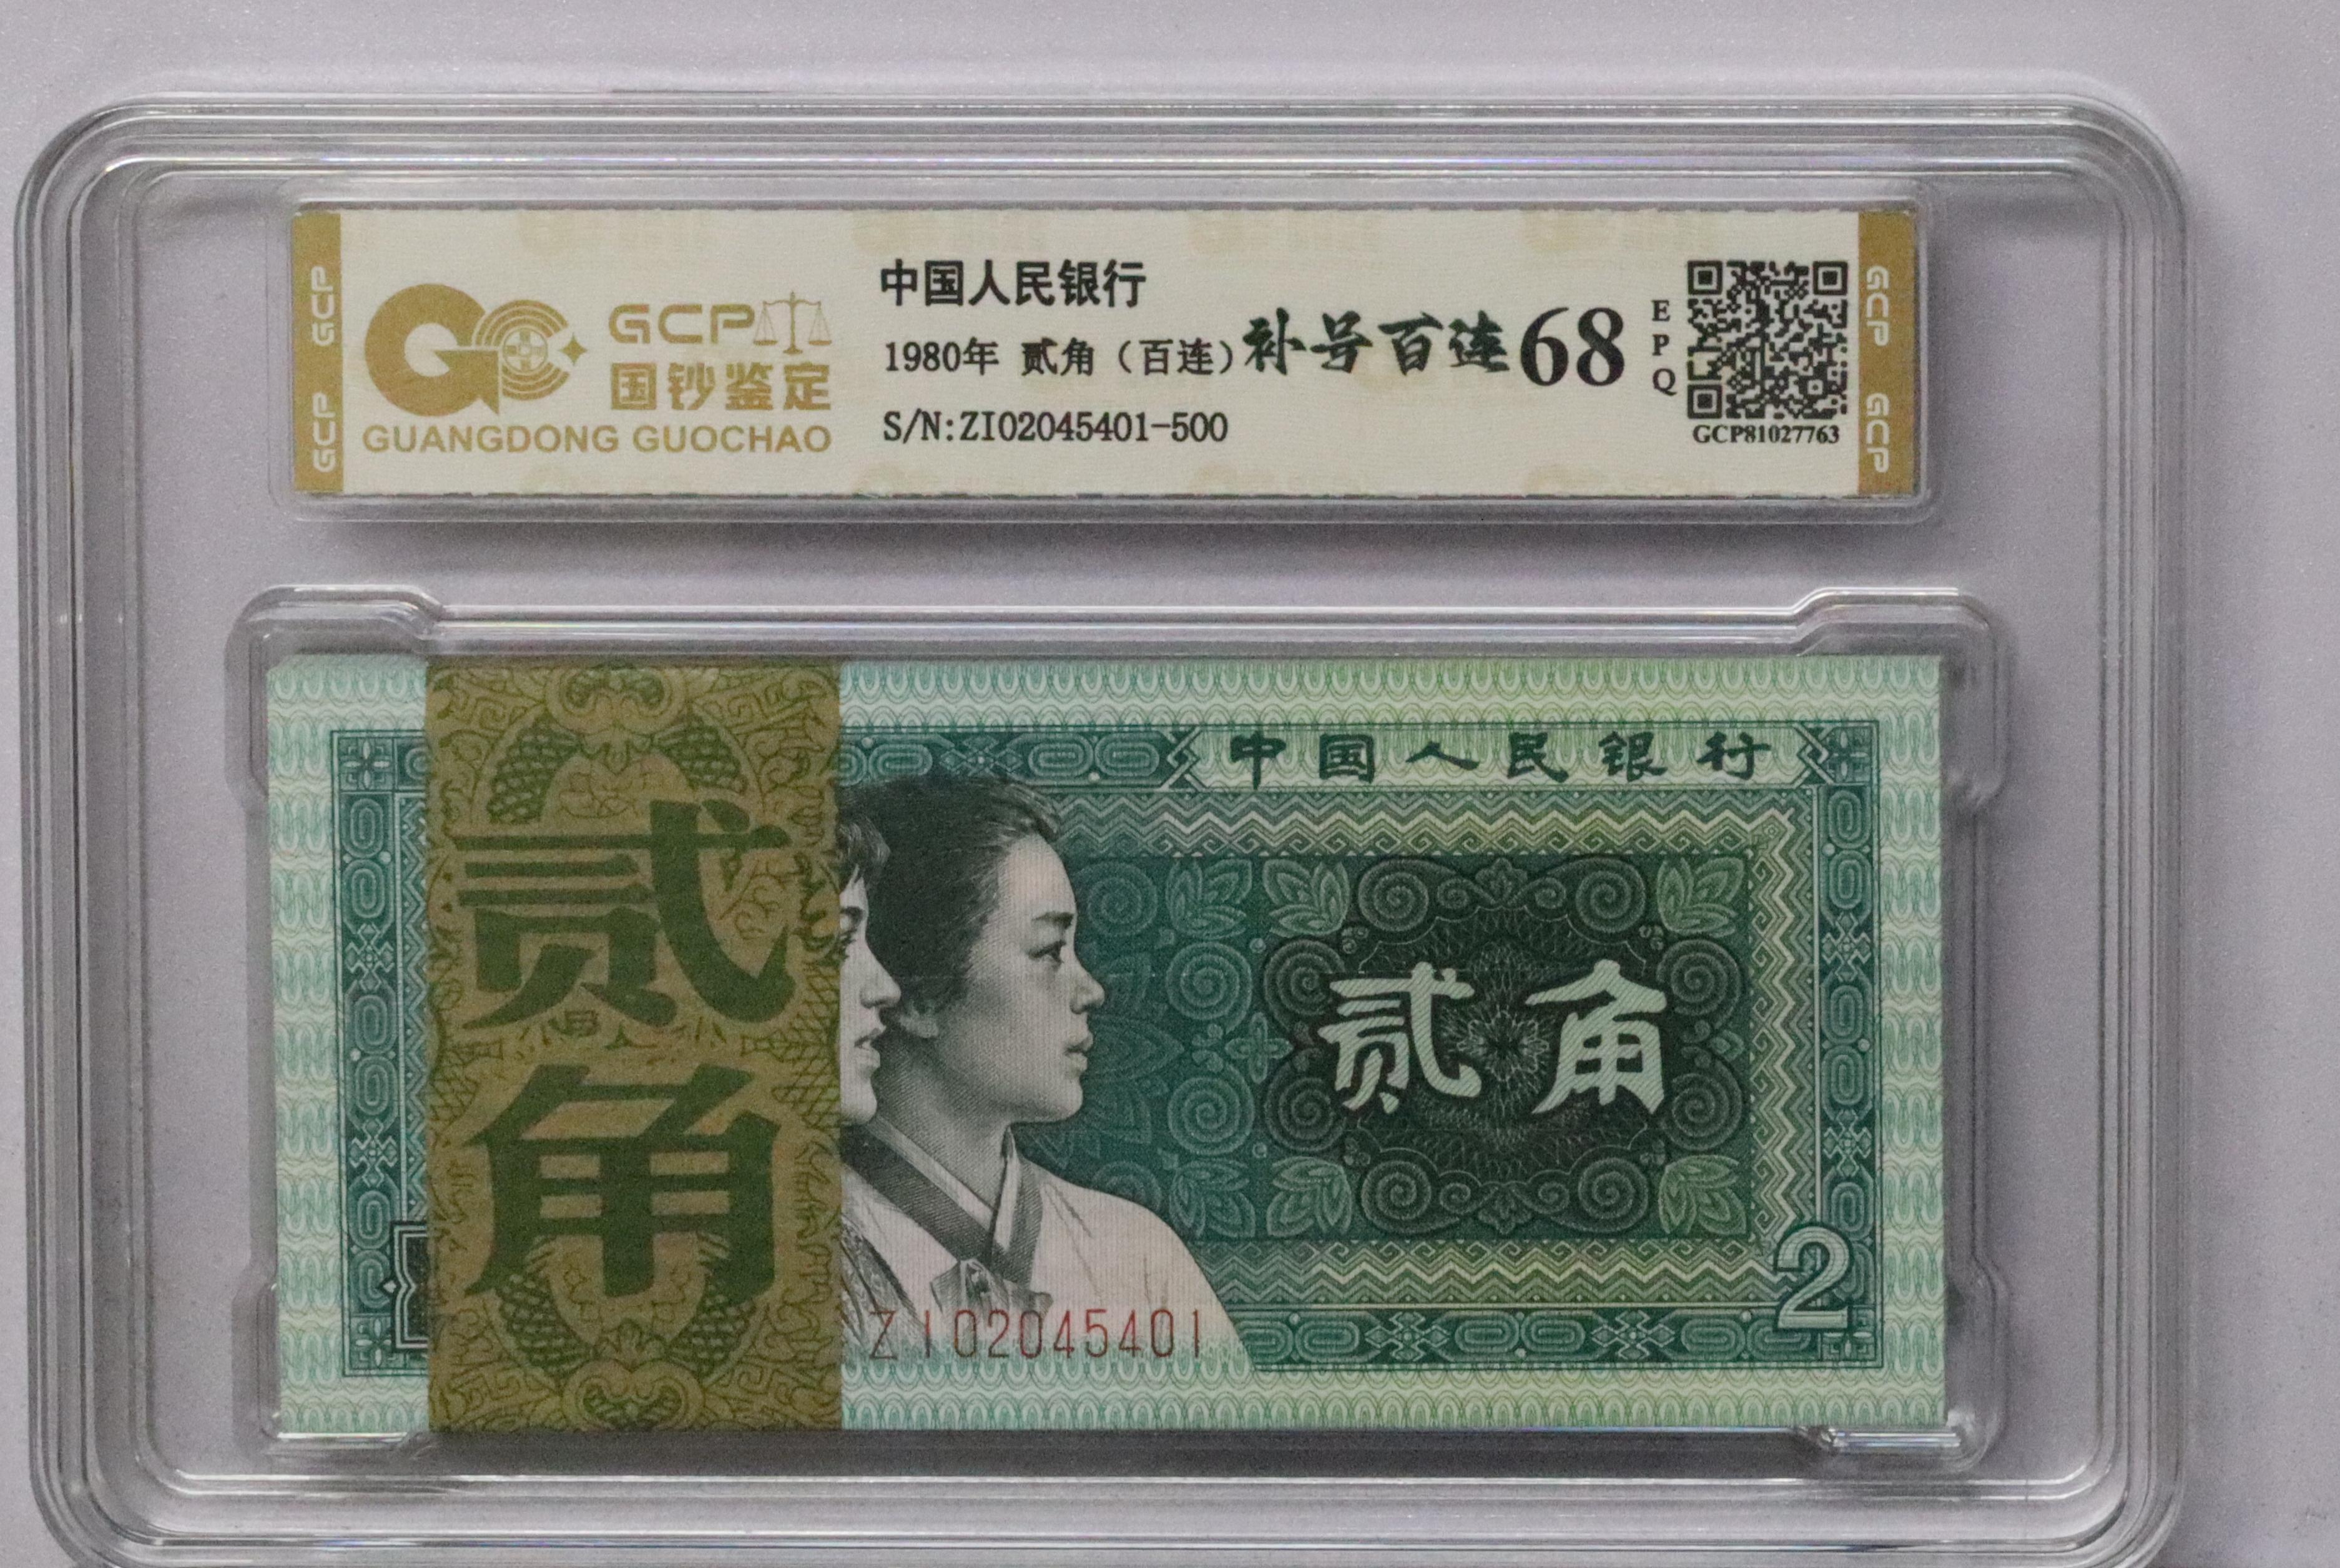 GCP GCP
GCP
国钞鉴定
GUANGDONG GUOCHAO
中国人民银行
1980年 贰角（百连）补号百连 68
EPQ
S/N:ZI02045401-500
GCP81027763
GCP GCP
中国人民银行
贰角
贰角
2
ZI02045401